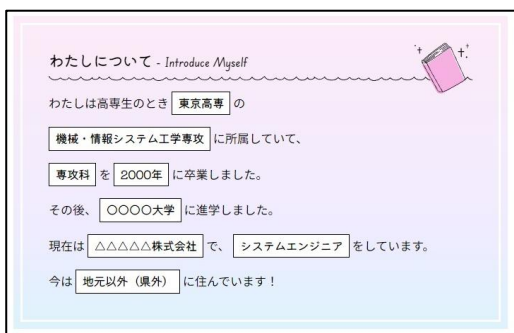 わたしについて - Introduce Myself
わたしは高専生のとき 東京高専 の
機械・情報システム工学専攻 に所属していて、
専攻科 を 2000年 に卒業しました。
その後、 〇〇〇〇大学 に進学しました。
現在は △△△△△株式会社 で、 システムエンジニア をしています。
今は 地元以外（県外） に住んでいます！